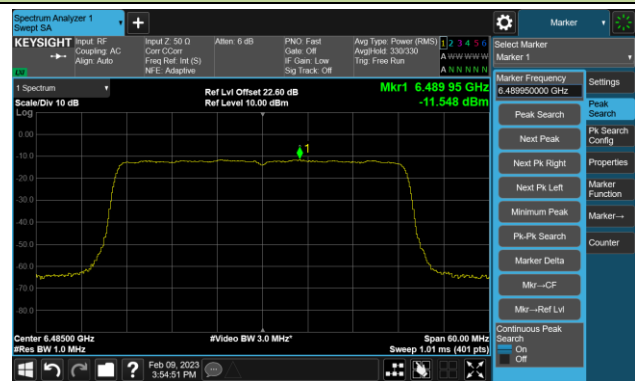 Spectrum Analyzer 1
Swept SA
Marker
KEYSIGHT
Input: RF
Coupling: AC
Align: Auto
Input Z: 50 Ω
Corr CCorr
Freq Ref: Int (S)
NFE: Adaptive
Atten: 6 dB
PNO: Fast
Gate: Off
IF Gain: Low
Sig Track: Off
Avg Type: Power (RMS)
Avg|Hold: 330/330
Trig: Free Run
1 2 3 4 5 6
A W W W W W
A N N N N N
LW
Select Marker
Marker 1
1 Spectrum
Scale/Div 10 dB
Log
Ref Lvl Offset 22.60 dB
Ref Level 10.00 dBm
Mkr1 6.489 95 GHz
-11.548 dBm
1
0.00
-10.0
-20.0
-30.0
-40.0
-50.0
-60.0
-70.0
-80.0
Center 6.48500 GHz
#Res BW 1.0 MHz
#Video BW 3.0 MHz*
Span 60.00 MHz
Sweep 1.01 ms (401 pts)
Marker Frequency
6.489950000 GHz
Peak Search
Next Peak
Next Pk Right
Next Pk Left
Minimum Peak
Pk-Pk Search
Marker Delta
Mkr→CF
Mkr→Ref Lvl
Continuous Peak
Search
On
Off
Settings
Peak
Search
Pk Search
Config
Properties
Marker
Function
Marker→
Counter
?
Feb 09, 2023
3:54:51 PM